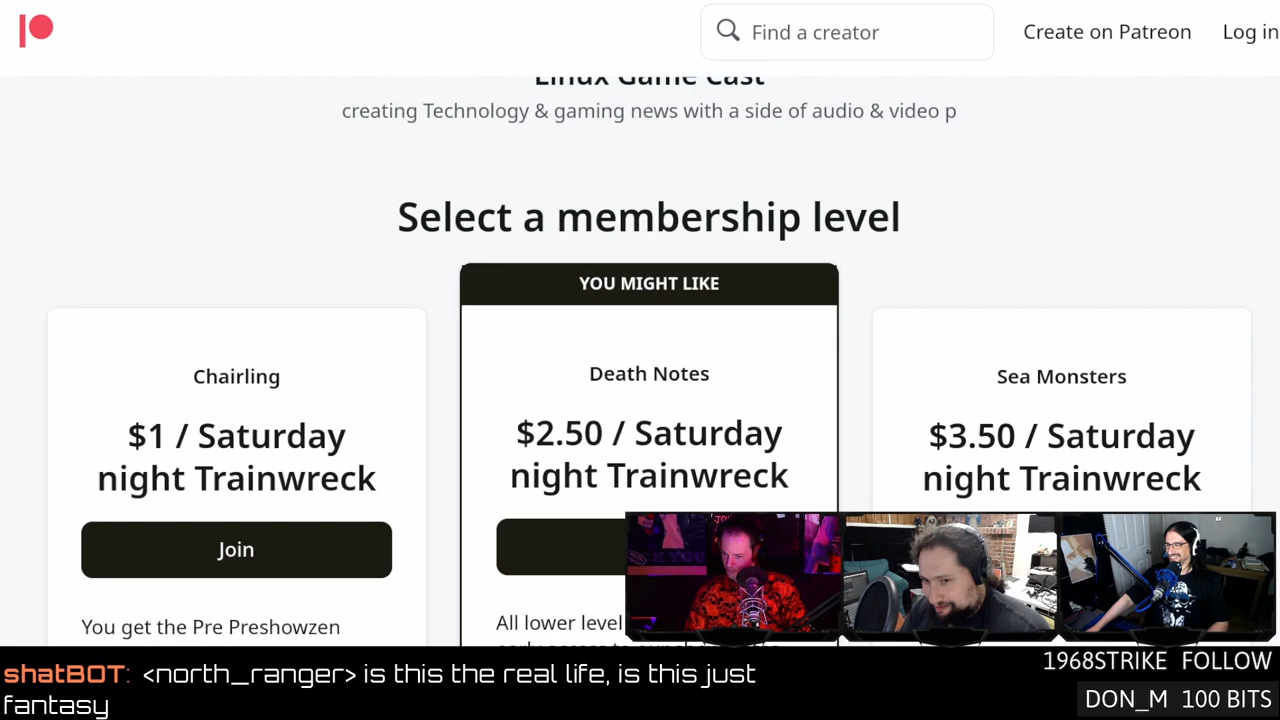 Find a creator
Create on Patreon
Log in
Linux Game Cast
creating Technology & gaming news with a side of audio & video p
Select a membership level
YOU MIGHT LIKE
Chairling
$1 / Saturday
night Trainwreck
Join
You get the Pre Preshowzen
Death Notes
$2.50 / Saturday
night Trainwreck
All lower level
Sea Monsters
$3.50 / Saturday
night Trainwreck
shatBOT: <north_ranger> is this the real life, is this just
fantasy
1968STRIKE FOLLOW
DON_M 100 BITS